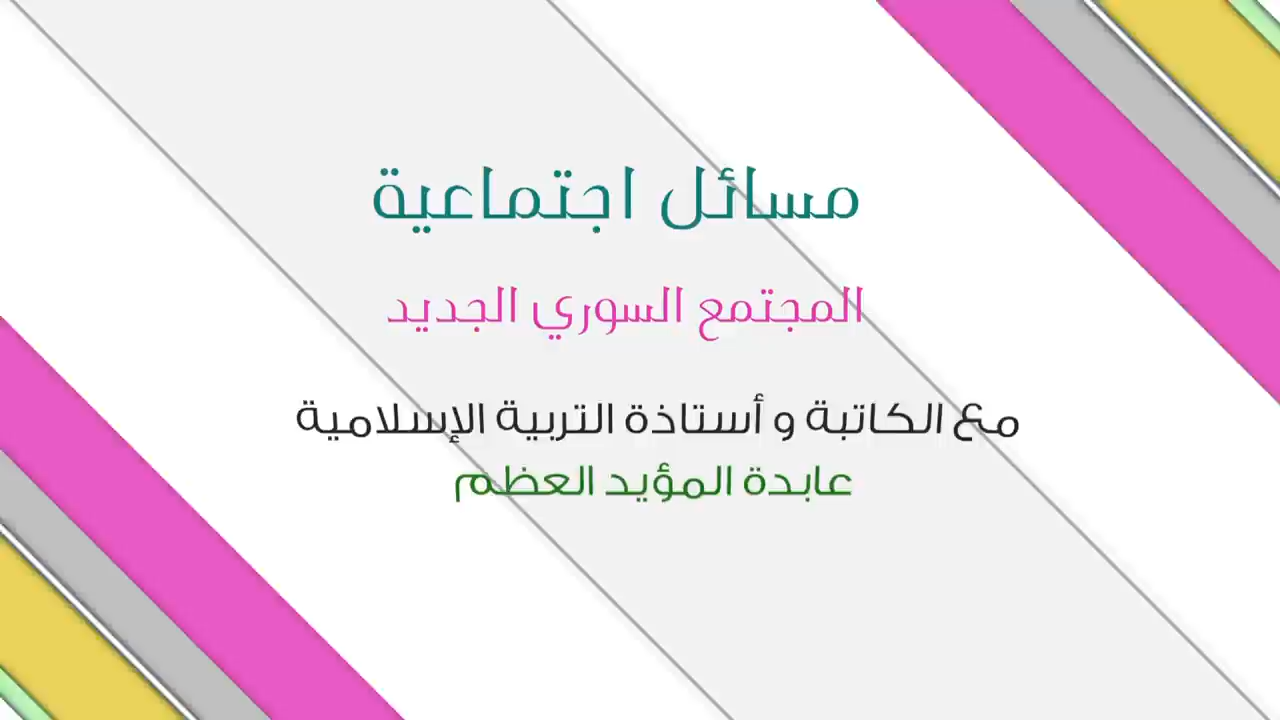 مسائل اجتماعية
المجتمع السوري الجديد
مع الكاتبة و أستاذة التربية الإسلامية
عابدة المؤيد العظم